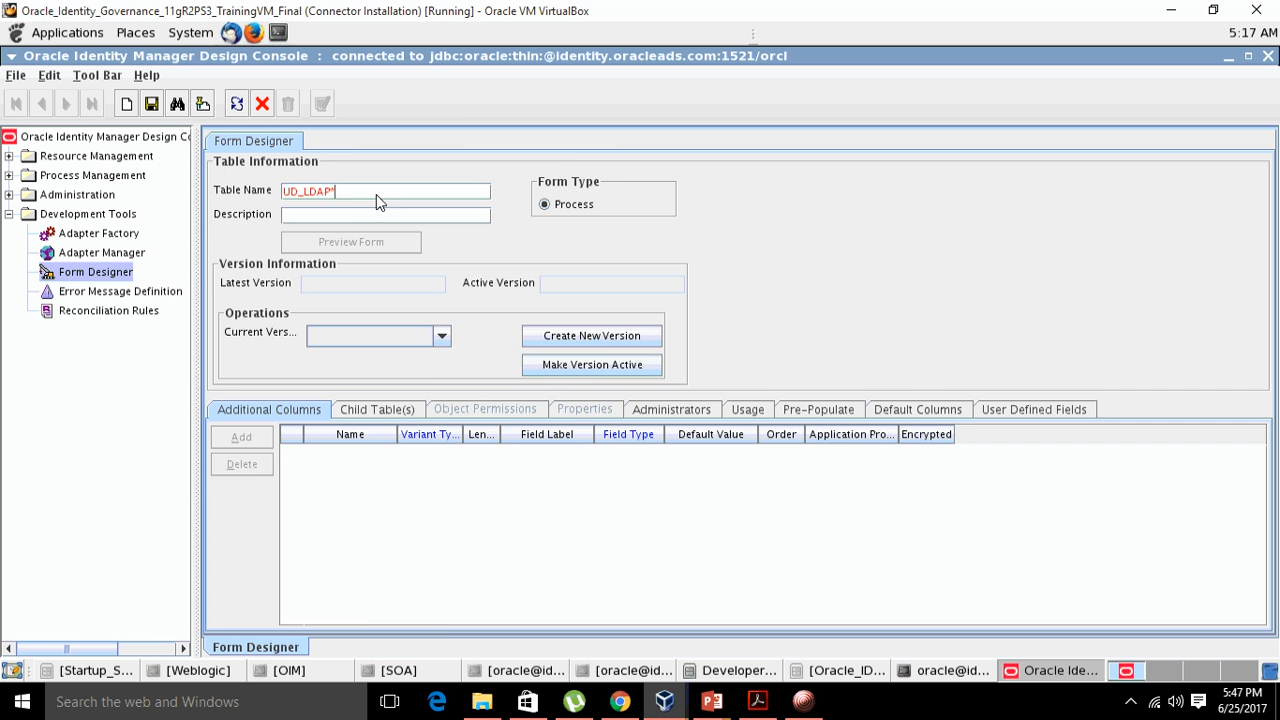 Oracle_Identity_Governance_11gR2PS3_TrainingVM_Final (Connector Installation) [Running] - Oracle VM VirtualBox
Applications Places System 5:17 AM
Oracle Identity Manager Design Console : connected to jdbc:oracle:thin:@identity.oracleads.com:1521/orcl
File Edit Tool Bar Help
Oracle Identity Manager Design Co
Resource Management
Process Management
Administration
Development Tools
Adapter Factory
Adapter Manager
Form Designer
Error Message Definition
Reconciliation Rules
Form Designer
Table Information
Table Name UD_LDAP*
Description
Form Type
Process
Preview Form
Version Information
Latest Version Active Version
Operations
Current Vers... Create New Version
Make Version Active
Additional Columns Child Table(s) Object Permissions Properties Administrators Usage Pre-Populate Default Columns User Defined Fields
Add
Delete
Name Variant Ty... Len... Field Label Field Type Default Value Order Application Pro... Encrypted
Form Designer
[Startup_S... [Weblogic] [OIM] [SOA] [oracle@id... [oracle@id... Developer... [Oracle_ID... oracle@id... Oracle Ide...
Search the web and Windows
5:47 PM
6/25/2017